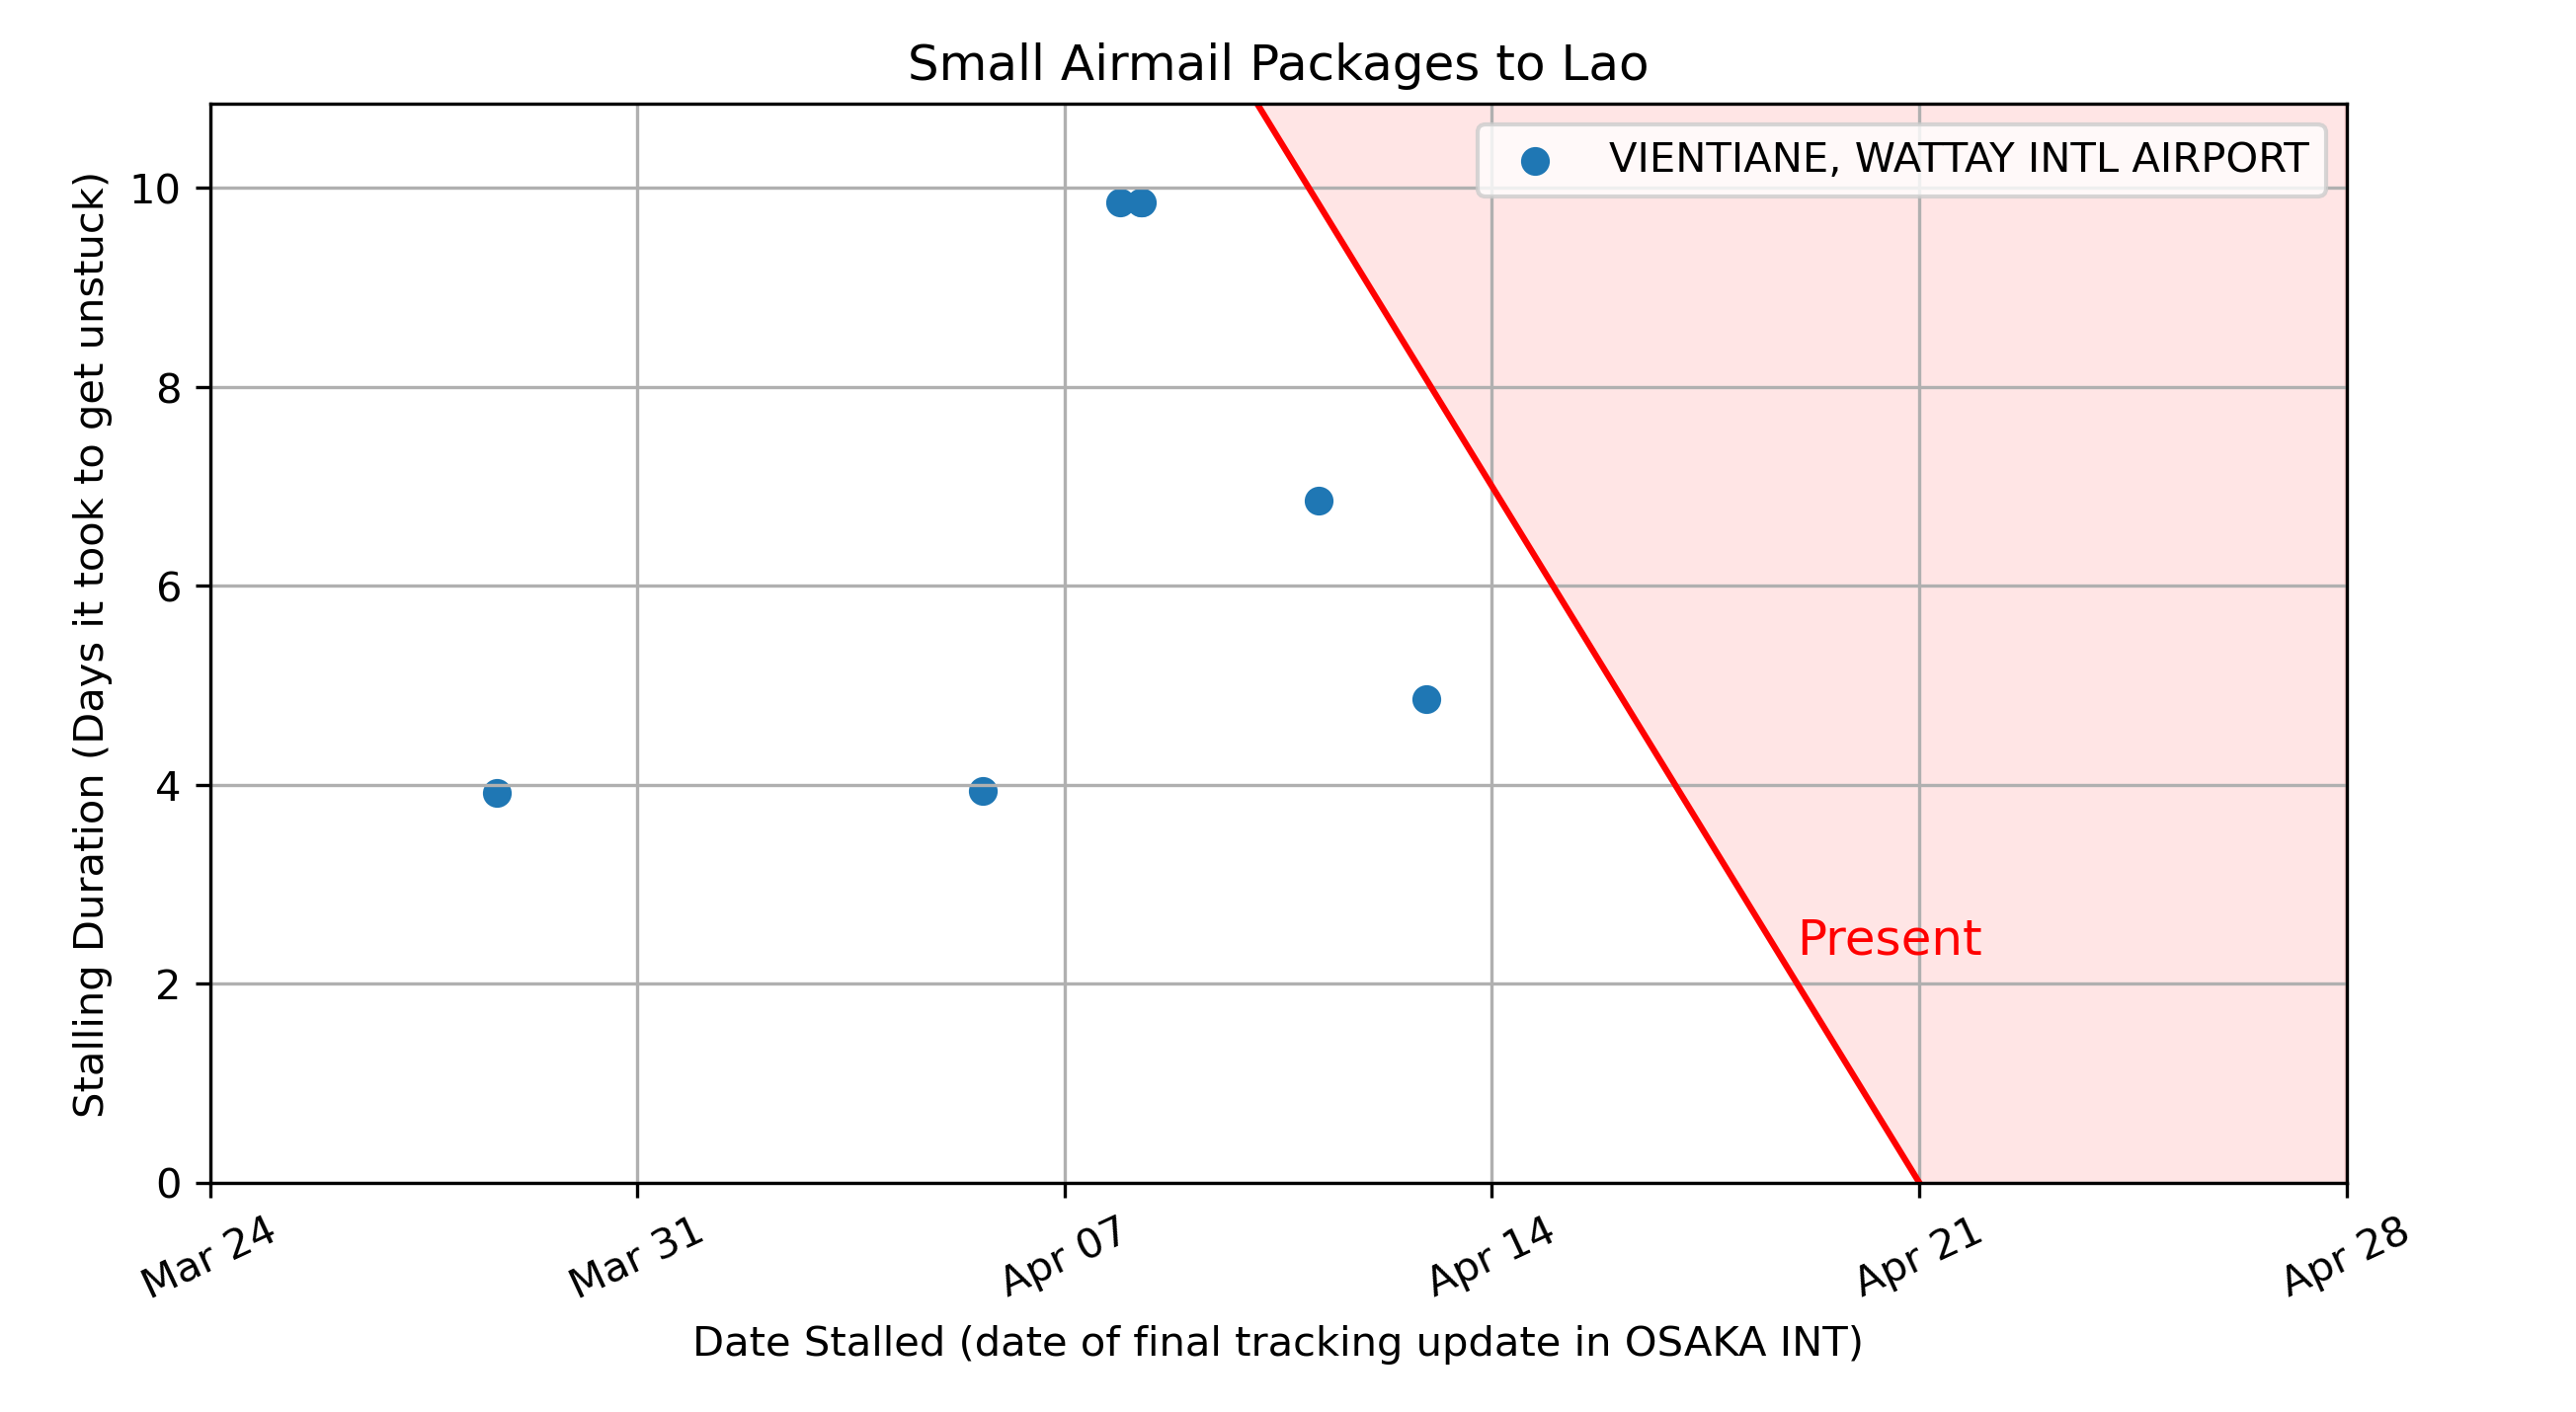 Small Airmail Packages to Lao
VIENTIANE, WATTAY INTL AIRPORT
Stalling Duration (Days it took to get unstuck)
10
8
6
4
2
0
Present
Mar 24
Mar 31
Apr 07
Apr 14
Apr 21
Apr 28
Date Stalled (date of final tracking update in OSAKA INT)